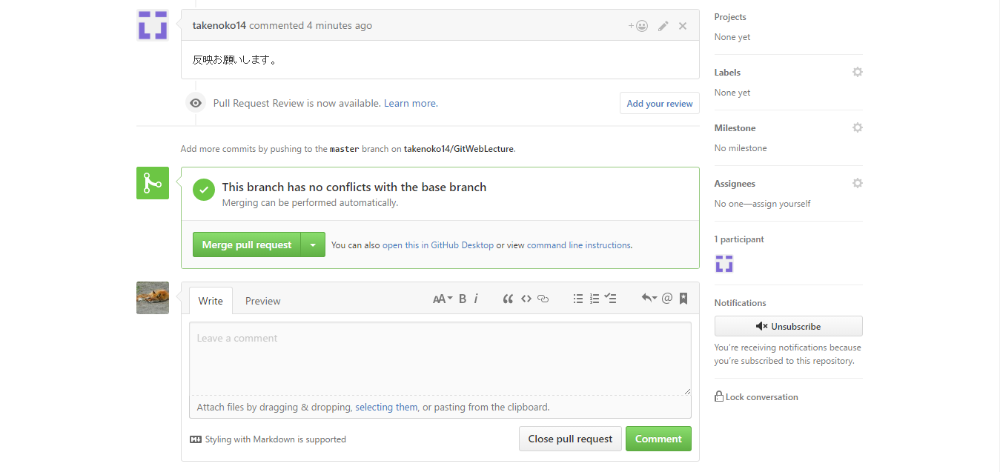 takenoko14 commented 4 minutes ago
反映お願いします。
Pull Request Review is now available. Learn more.
Add your review
Add more commits by pushing to the master branch on takenoko14/GitWebLecture.
This branch has no conflicts with the base branch
Merging can be performed automatically.
Merge pull request
You can also open this in GitHub Desktop or view command line instructions.
Write
Preview
AA B i
Leave a comment
Attach files by dragging & dropping, selecting them, or pasting from the clipboard.
Styling with Markdown is supported
Close pull request
Comment
Projects
None yet
Labels
None yet
Milestone
No milestone
Assignees
No one—assign yourself
1 participant
Notifications
Unsubscribe
You’re receiving notifications because
you’re subscribed to this repository.
Lock conversation